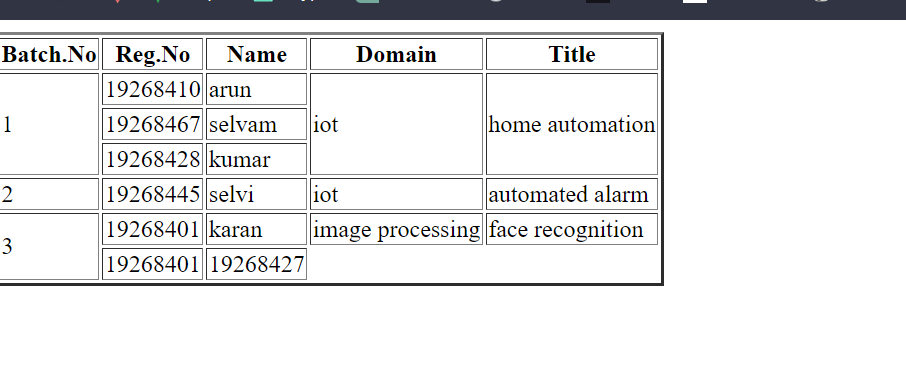 Batch.No Reg.No Name Domain Title
19268410 arun
1 19268467 selvam iot home automation
19268428 kumar
2 19268445 selvi iot automated alarm
19268401 karan image processing face recognition
3
19268401 19268427